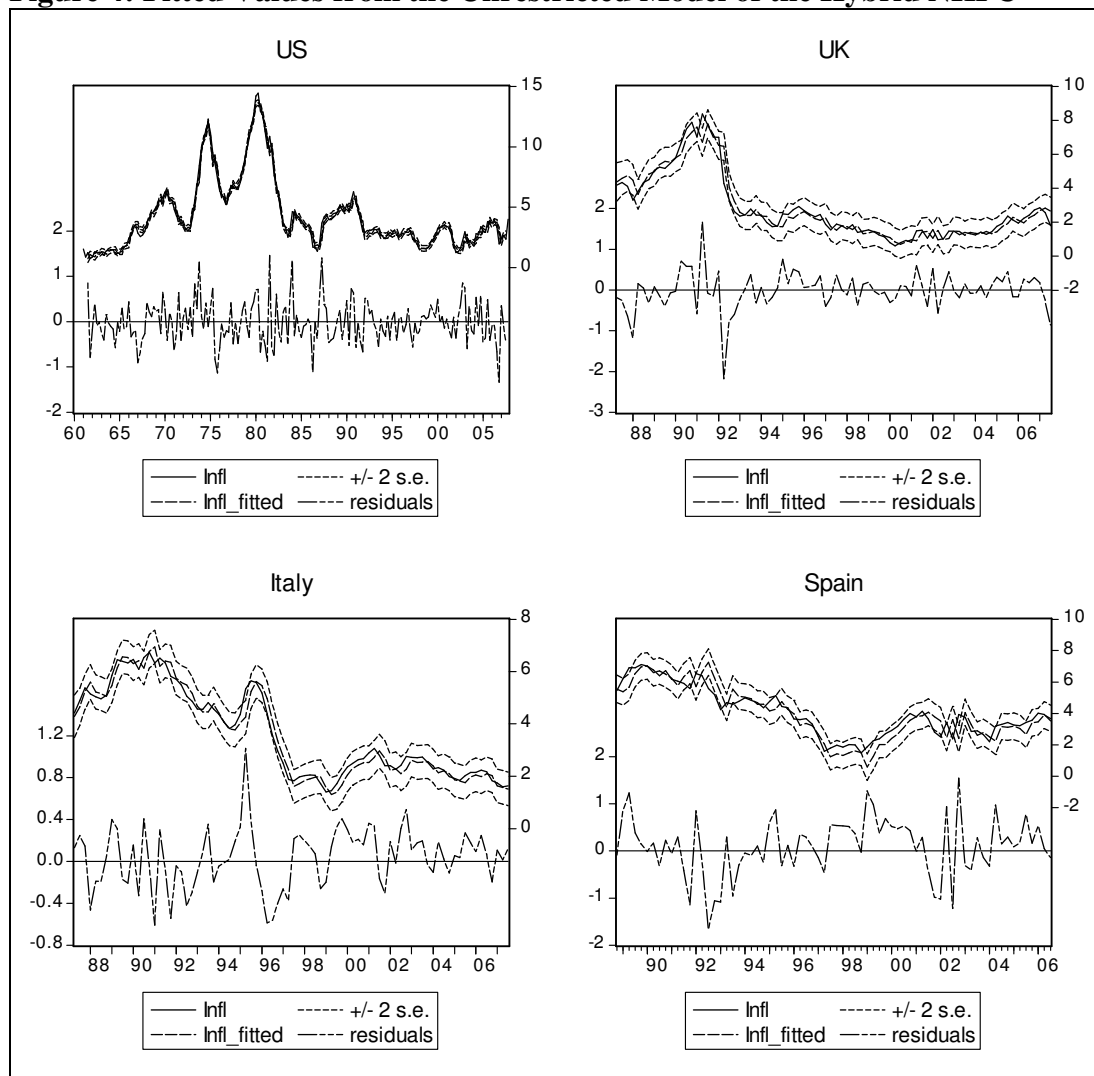 Figure 4. Fitted Values from the Unrestricted Model of the Hybrid NKPC
US
15
10
5
0
2
1
0
-1
-2
60 65 70 75 80 85 90 95 00 05
Infl +/- 2 s.e.
Infl_fitted residuals
UK
10
8
6
4
2
0
-2
2
1
0
-1
-2
-3
88 90 92 94 96 98 00 02 04 06
Infl +/- 2 s.e.
Infl_fitted residuals
Italy
8
6
4
2
0
1.2
0.8
0.4
0.0
-0.4
-0.8
88 90 92 94 96 98 00 02 04 06
Infl +/- 2 s.e.
Infl_fitted residuals
Spain
10
8
6
4
2
0
-2
2
1
0
-1
-2
90 92 94 96 98 00 02 04 06
Infl +/- 2 s.e.
Infl_fitted residuals